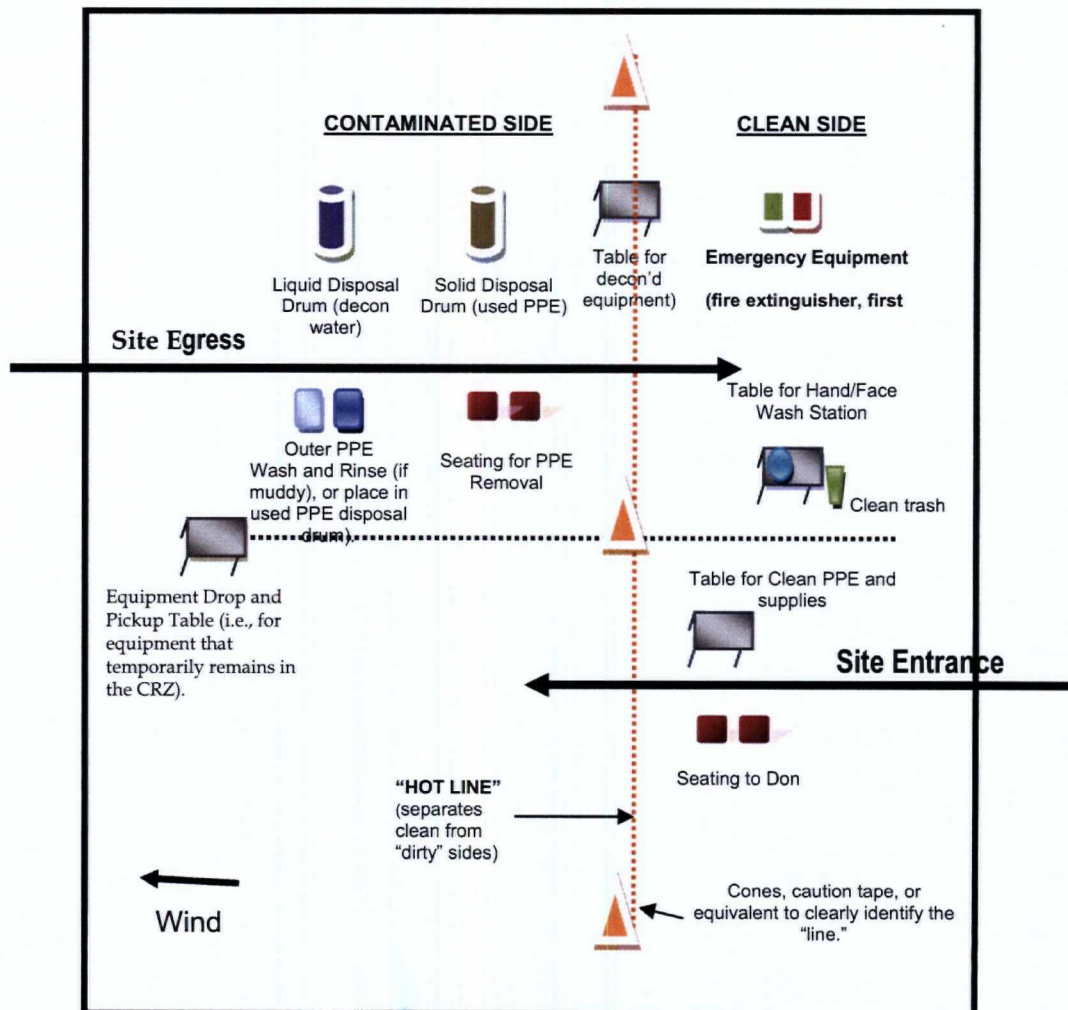 CONTAMINATED SIDE
CLEAN SIDE
Liquid Disposal
Drum (decon
water)
Solid Disposal
Drum (used PPE)
Table for
decon'd
equipment)
Emergency Equipment
(fire extinguisher, first
Site Egress
Outer PPE
Wash and Rinse (if
muddy), or place in
used PPE disposal
drum).
Seating for PPE
Removal
Table for Hand/Face
Wash Station
Clean trash
Equipment Drop and
Pickup Table (i.e., for
equipment that
temporarily remains in
the CRZ).
Table for Clean PPE and
supplies
Site Entrance
Seating to Don
"HOT LINE"
(separates
clean from
"dirty" sides)
Wind
Cones, caution tape, or
equivalent to clearly identify the
"line."